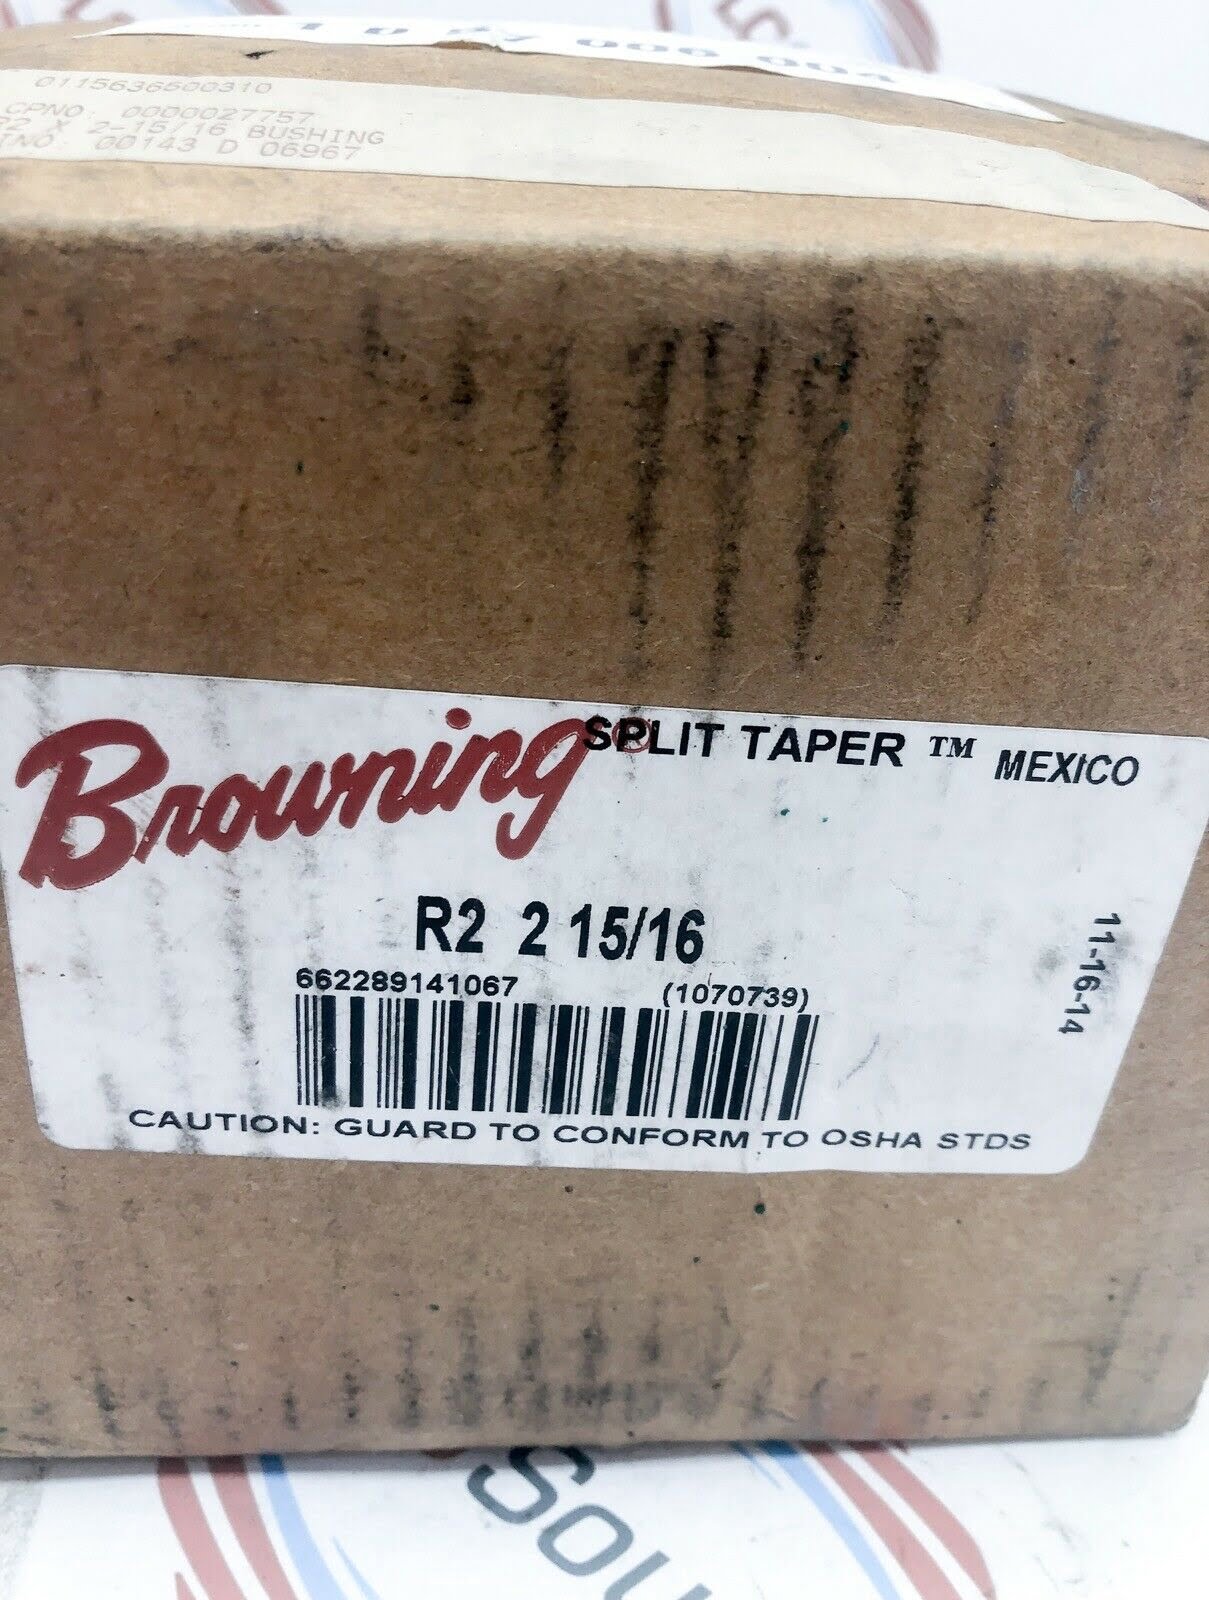 0115636500310
CPNO: 0000027757
X 2-15/16 BUSHING
00143 D 06967
Browning®
SPLIT TAPER ™ MEXICO
R2 2 15/16
662289141067 (1070739)
11-16-14
CAUTION: GUARD TO CONFORM TO OSHA STDS